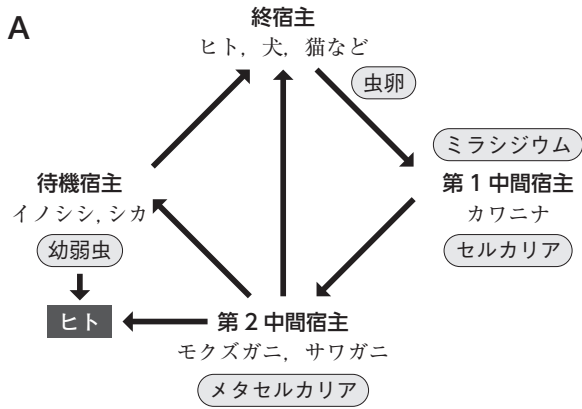 A
終宿主
ヒト，犬，猫など
虫卵
ミラシジウム
第1中間宿主
カワニナ
セルカリア
待機宿主
イノシシ，シカ
幼弱虫
ヒト
第2中間宿主
モクズガニ，サワガニ
メタセルカリア